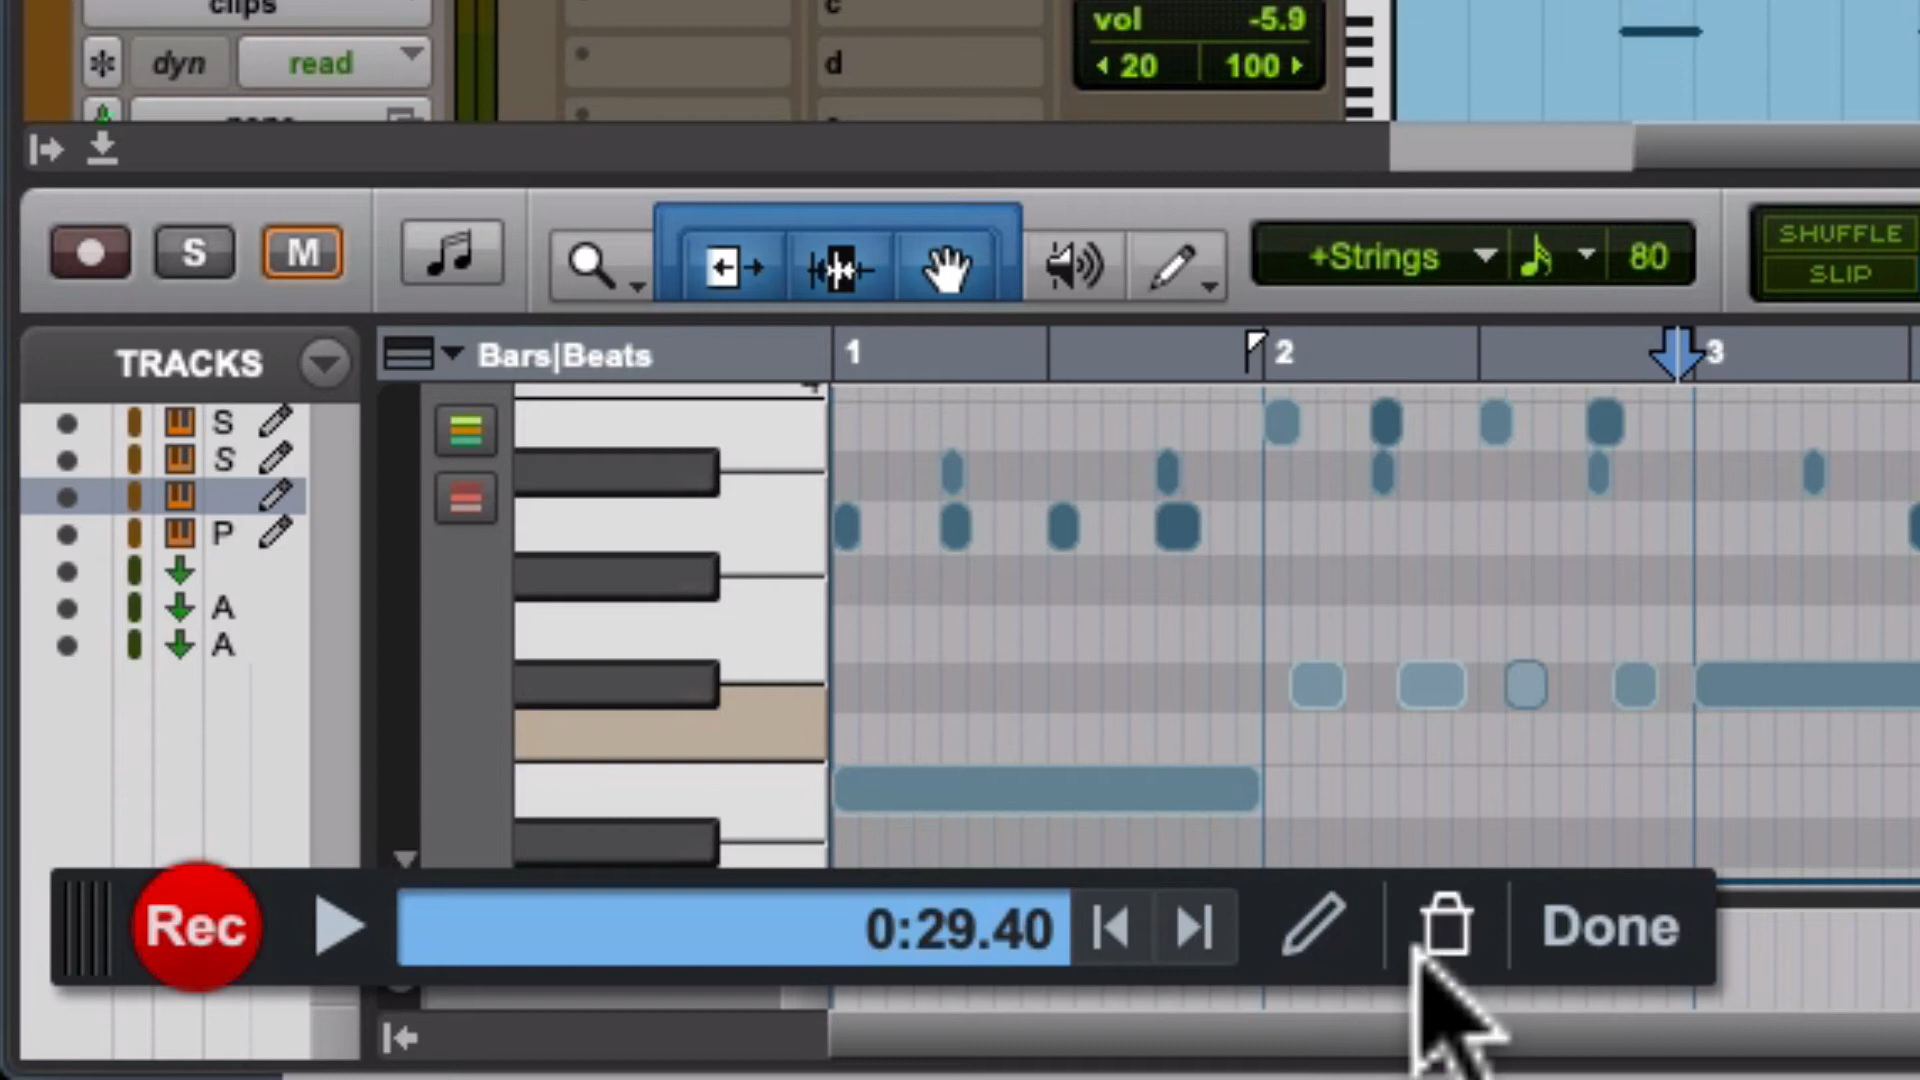 clips
c
vol -5.9
dyn read
d
20 100
S M
+Strings 80
SHUFFLE
SLIP
TRACKS
Bars|Beats 1 2 3
S
S
P
A
A
Rec 0:29.40 Done